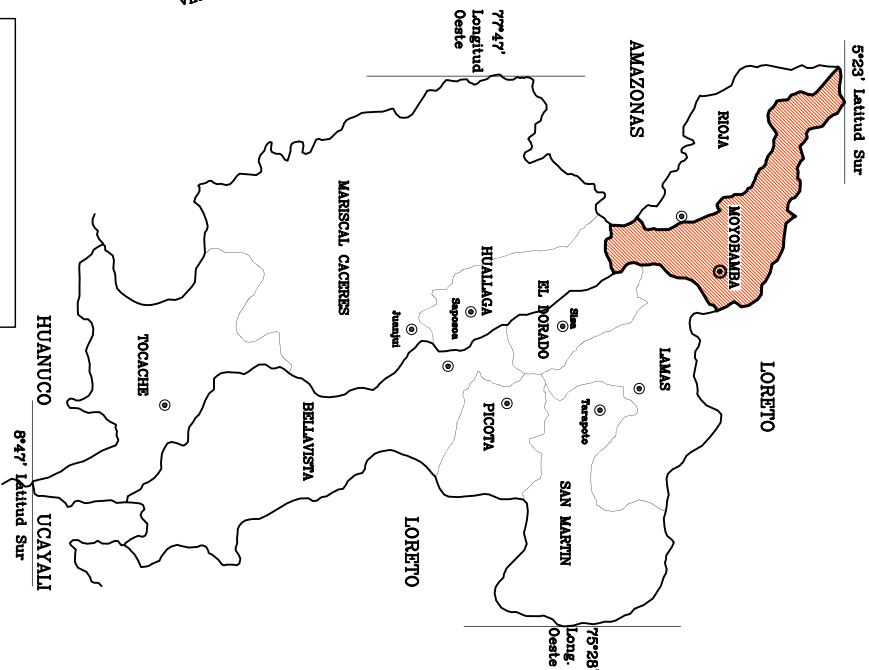 5°23' Latitud Sur
77°47'
Longitud
Oeste
AMAZONAS
RIOJA
MOYOBAMBA
LORETO
MARISCAL CACERES
HUALLAGA
Saposoa
Juanjui
EL DORADO
Sisa
LAMAS
Tarapoto
PICOTA
SAN MARTIN
BELLAVISTA
TOCACHE
LORETO
HUANUCO
UCAYALI
8°47' Latitud Sur
75°28'
Long.
Oeste